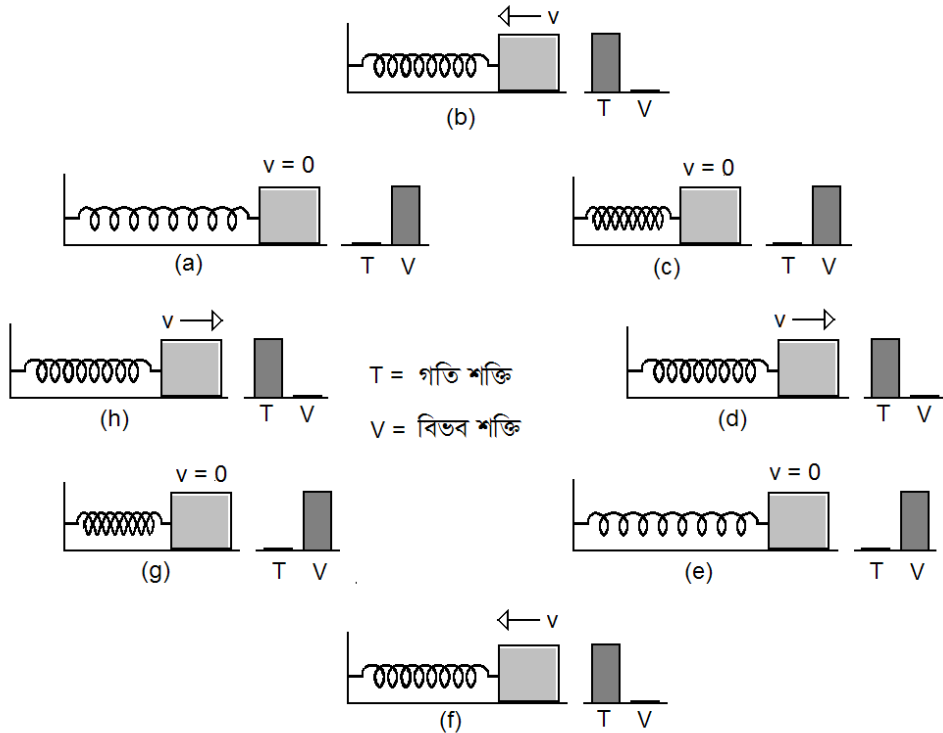 v
T V
(b)
v = 0
T V
(a)
v = 0
T V
(c)
v
T V
(h)
T = গতি শক্তি
V = বিভব শক্তি
v
T V
(d)
v = 0
T V
(g)
v = 0
T V
(e)
v
T V
(f)